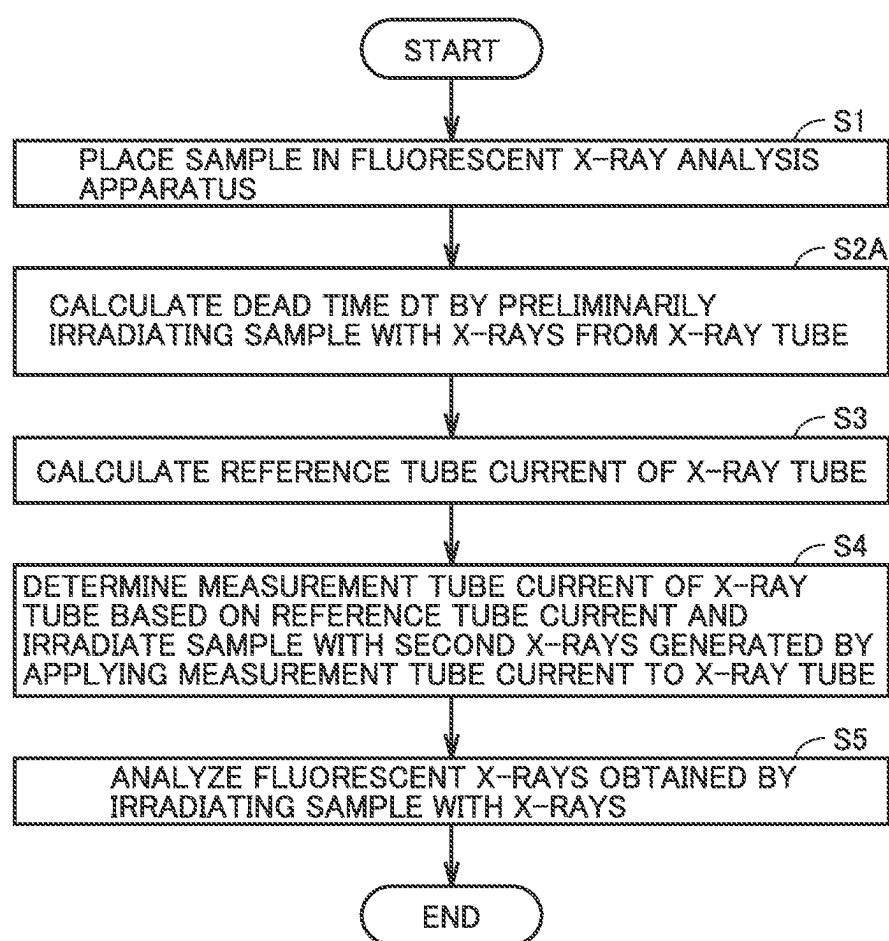 START
S1
PLACE SAMPLE IN FLUORESCENT X-RAY ANALYSIS
APPARATUS
S2A
CALCULATE DEAD TIME DT BY PRELIMINARILY
IRRADIATING SAMPLE WITH X-RAYS FROM X-RAY TUBE
S3
CALCULATE REFERENCE TUBE CURRENT OF X-RAY TUBE
S4
DETERMINE MEASUREMENT TUBE CURRENT OF X-RAY
TUBE BASED ON REFERENCE TUBE CURRENT AND
IRRADIATE SAMPLE WITH SECOND X-RAYS GENERATED BY
APPLYING MEASUREMENT TUBE CURRENT TO X-RAY TUBE
S5
ANALYZE FLUORESCENT X-RAYS OBTAINED BY
IRRADIATING SAMPLE WITH X-RAYS
END